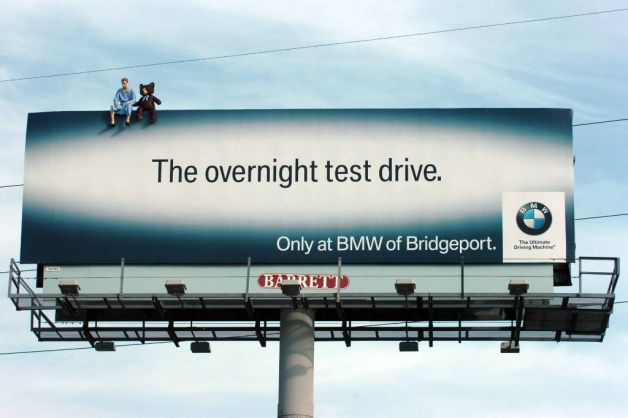 The overnight test drive.
Only at BMW of Bridgeport.
BMW
The Ultimate
Driving Machine®
BARRETT